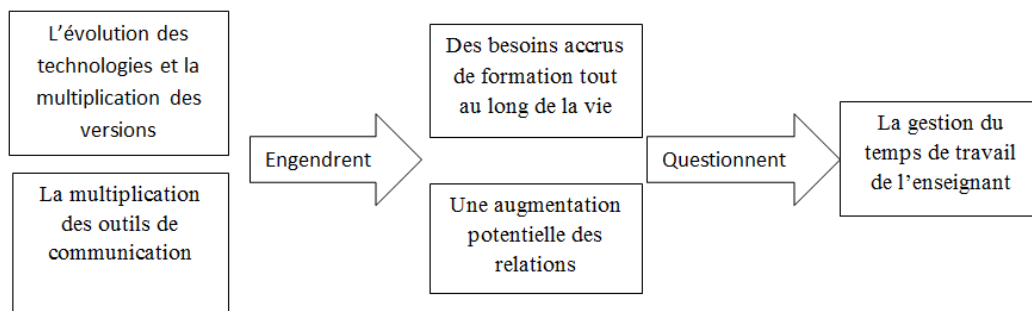 L'évolution des
technologies et la
multiplication des
versions
La multiplication
des outils de
communication
Engendrent
Des besoins accrus
de formation tout
au long de la vie
Une augmentation
potentielle des
relations
Questionnent
La gestion du
temps de travail
de l'enseignant